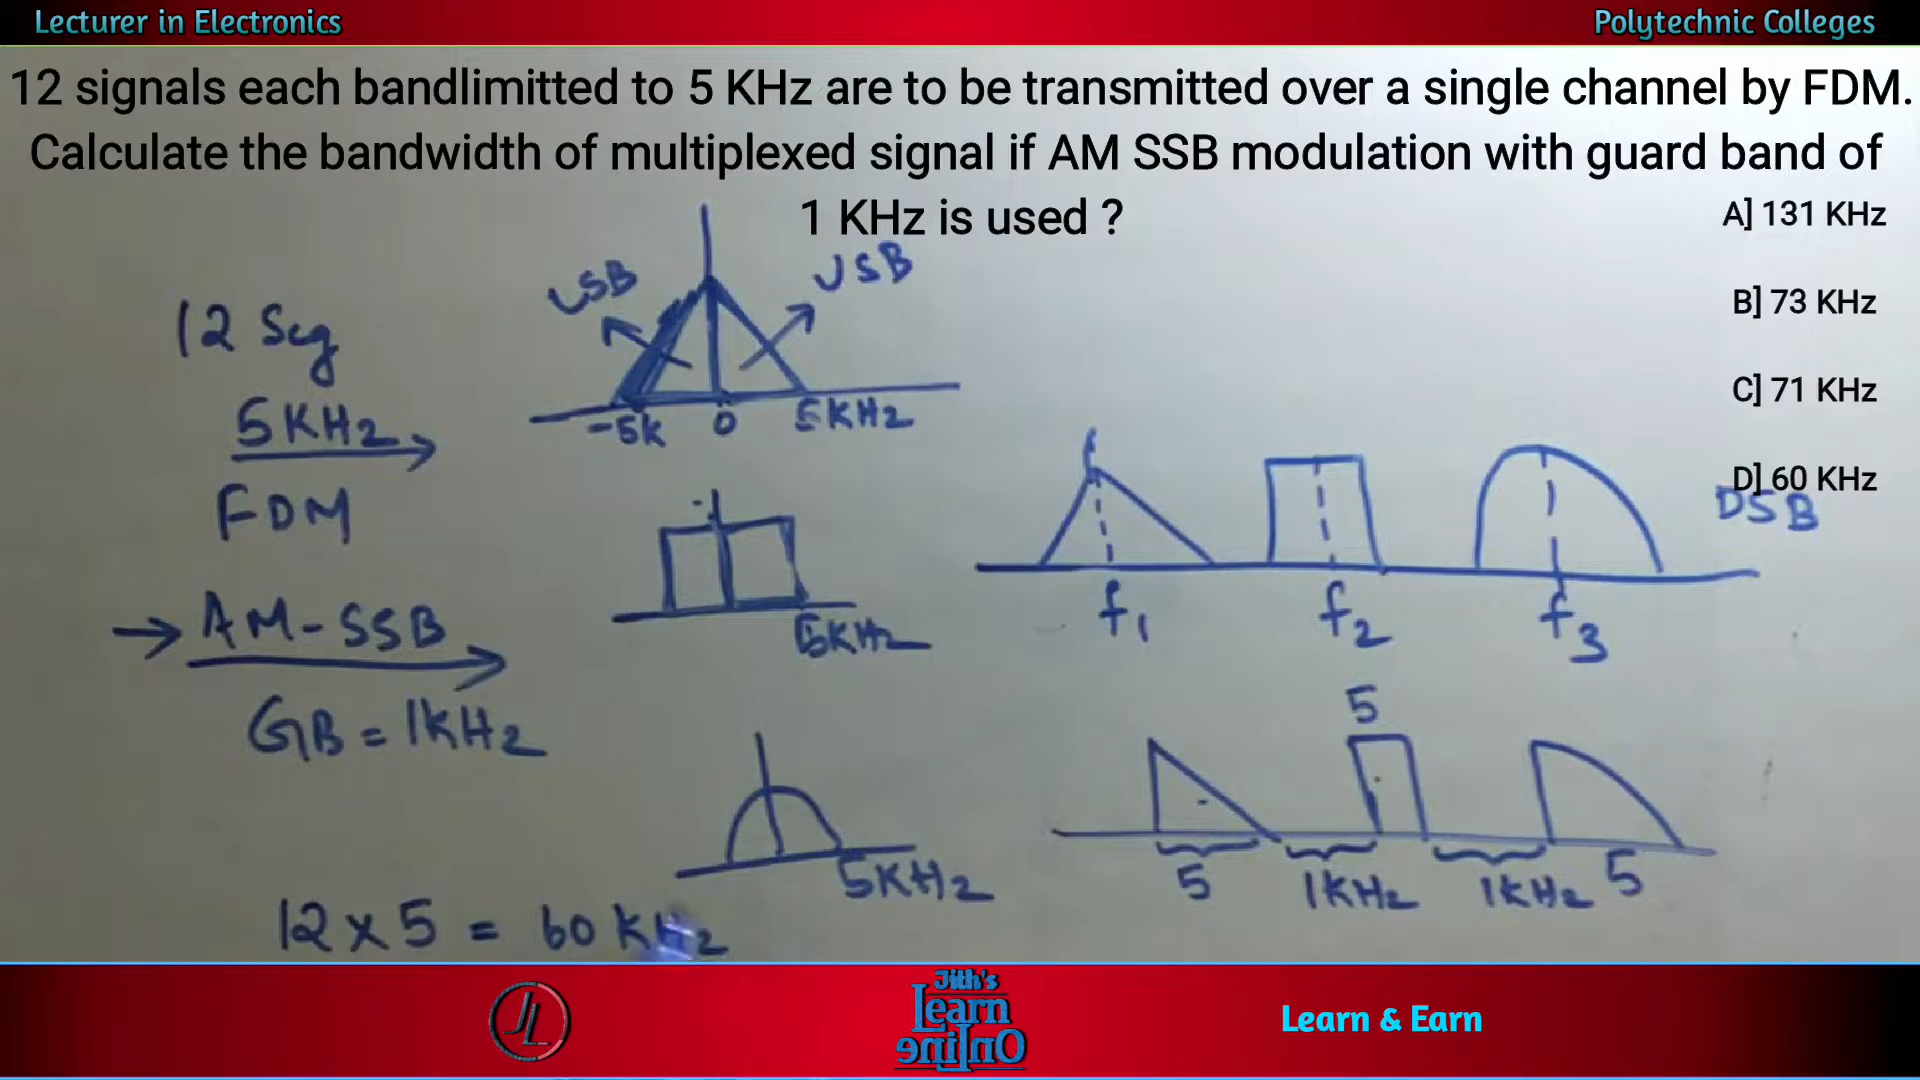 Lecturer in Electronics
Polytechnic Colleges
12 signals each bandlimitted to 5 KHz are to be transmitted over a single channel by FDM.
Calculate the bandwidth of multiplexed signal if AM SSB modulation with guard band of
1 KHz is used ?
A] 131 KHz
B] 73 KHz
C] 71 KHz
D] 60 KHz
12 Sig
5KHz
FDM
AM-SSB
GB = 1KHz
LSB
USB
-5K 0 5KHz
5KHz
5KHz
12 x 5 = 60 KHz
DSB
f1 f2 f3
5
5 1KHz 1KHz 5
JL
Jith's
Learn
OnlinO
Learn & Earn